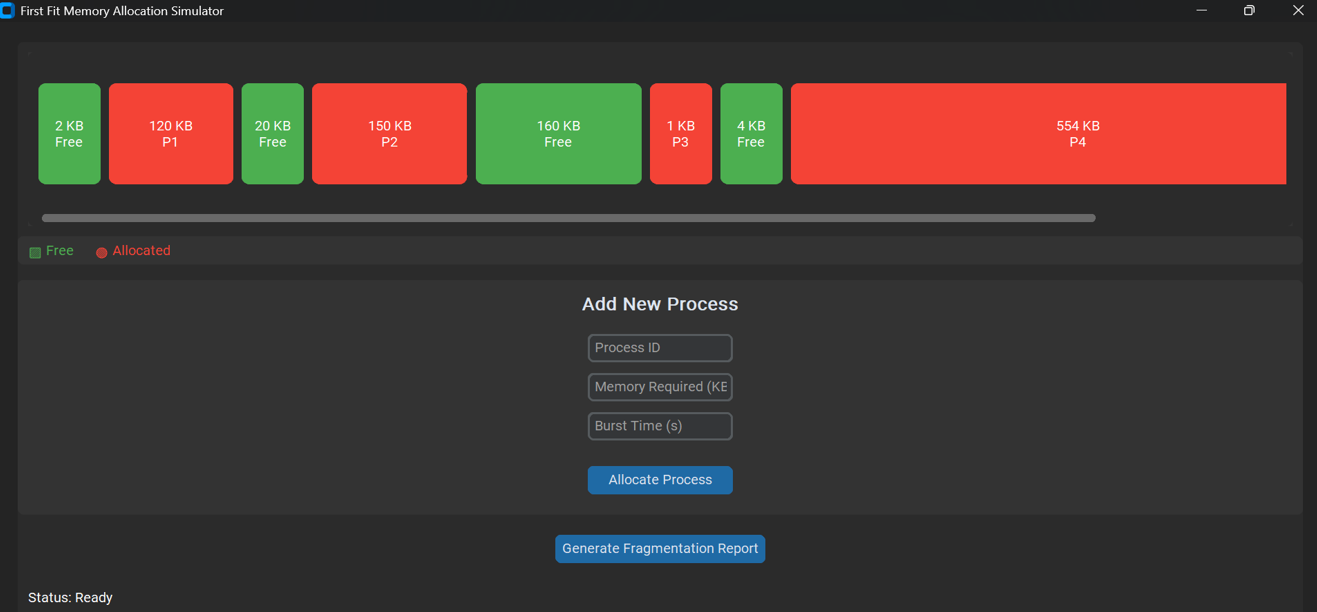 First Fit Memory Allocation Simulator
2 KB
Free
120 KB
P1
20 KB
Free
150 KB
P2
160 KB
Free
1 KB
P3
4 KB
Free
554 KB
P4
Free
Allocated
Add New Process
Process ID
Memory Required (KE
Burst Time (s)
Allocate Process
Generate Fragmentation Report
Status: Ready